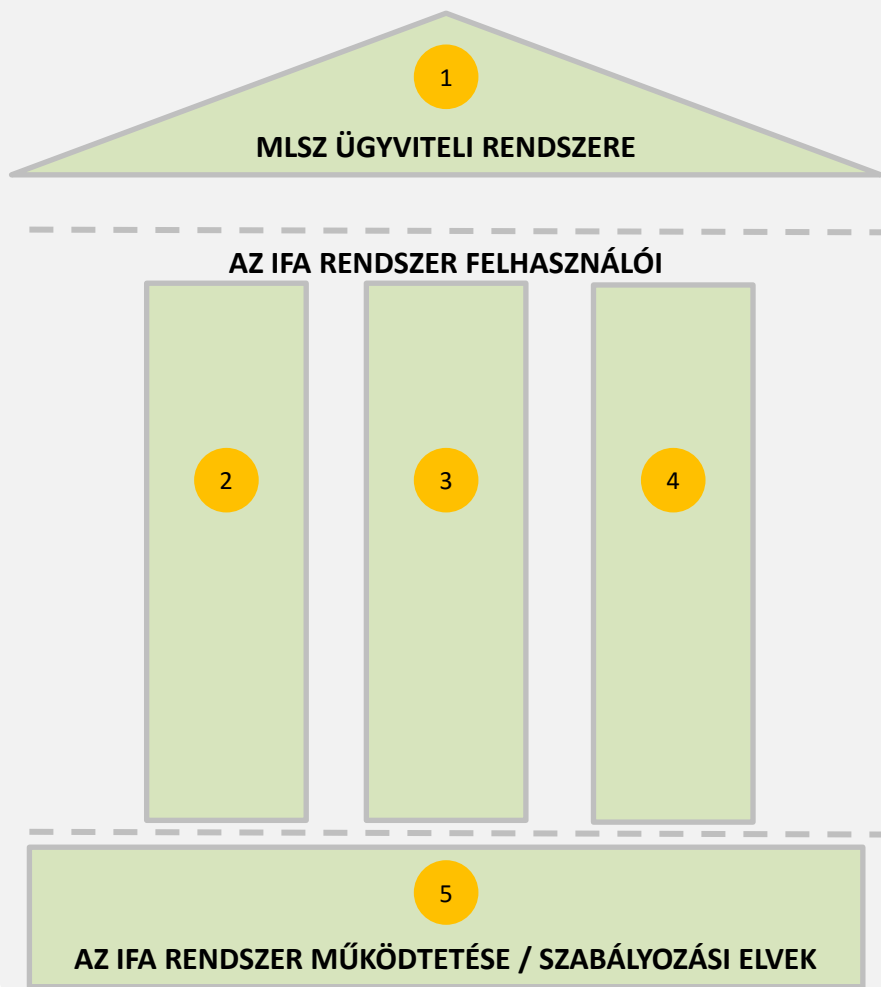 1
MLSZ ÜGYVITELI RENDSZERE
AZ IFA RENDSZER FELHASZNÁLÓI
2
3
4
5
AZ IFA RENDSZER MŰKÖDTETÉSE / SZABÁLYOZÁSI ELVEK